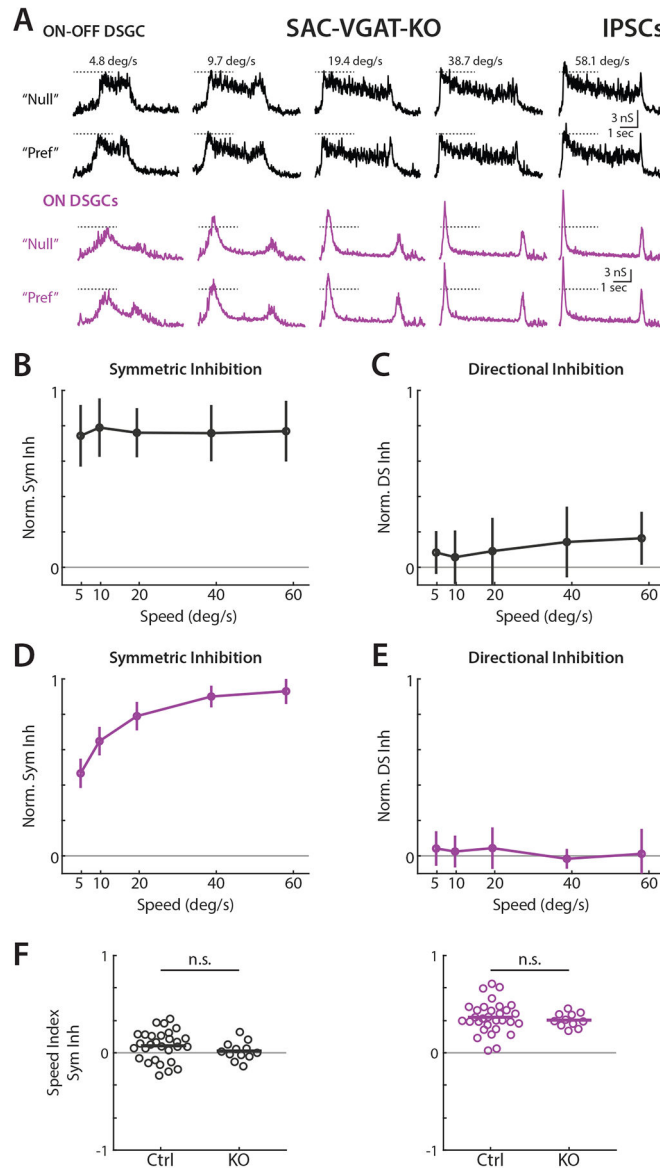 A
ON-OFF DSGC
SAC-VGAT-KO
IPSCs
4.8 deg/s 9.7 deg/s 19.4 deg/s 38.7 deg/s 58.1 deg/s
"Null"
3 nS
1 sec
"Pref"
ON DSGCs
"Null"
3 nS
1 sec
"Pref"
B
Symmetric Inhibition
1
0
Norm. Sym Inh
5 10 20 40 60
Speed (deg/s)
C
Directional Inhibition
1
0
Norm. DS Inh
5 20 40 60
Speed (deg/s)
D
Symmetric Inhibition
1
0
Norm. Sym Inh
5 10 20 40 60
Speed (deg/s)
E
Directional Inhibition
1
0
Norm. DS Inh
5 10 20 40 60
Speed (deg/s)
F
n.s.
1
0
-1
Speed Index
Sym Inh
Ctrl KO
n.s.
1
0
-1
Ctrl KO